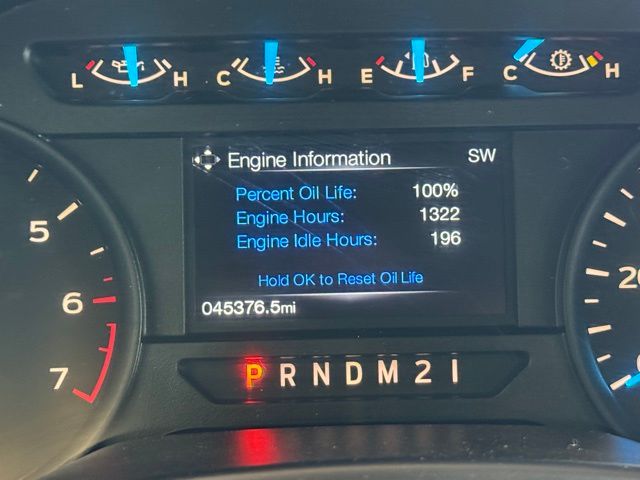 L H C H E F C H
Engine Information SW
Percent Oil Life: 100%
Engine Hours: 1322
Engine Idle Hours: 196
Hold OK to Reset Oil Life
045376.5mi
5
6
7
20
P R N D M 2 1